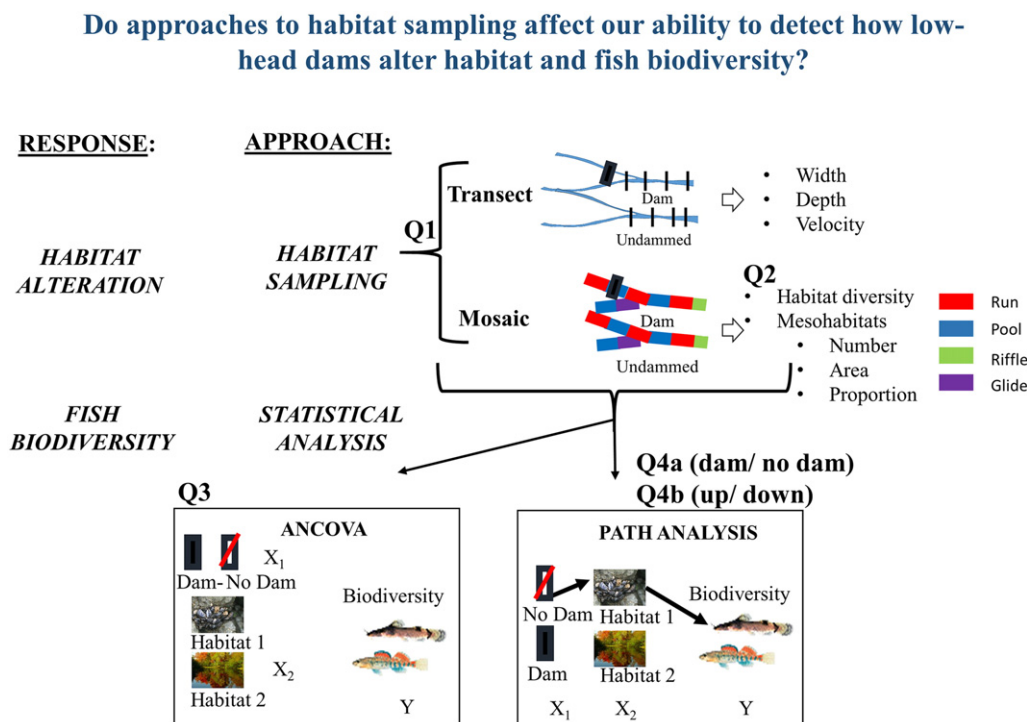 Do approaches to habitat sampling affect our ability to detect how low-
head dams alter habitat and fish biodiversity?
RESPONSE:
APPROACH:
HABITAT
ALTERATION
HABITAT
SAMPLING
Q1
Transect
Dam
Undammed
• Width
• Depth
• Velocity
Mosaic
Dam
Undammed
Q2
• Habitat diversity
• Mesohabitats
• Number
• Area
• Proportion
Run
Pool
Riffle
Glide
FISH
BIODIVERSITY
STATISTICAL
ANALYSIS
Q3
Q4a (dam/ no dam)
Q4b (up/ down)
ANCOVA
X1
Dam- No Dam
Habitat 1
X2
Habitat 2
Biodiversity
Y
PATH ANALYSIS
No Dam
Habitat 1
Dam
Habitat 2
Biodiversity
X1
X2
Y